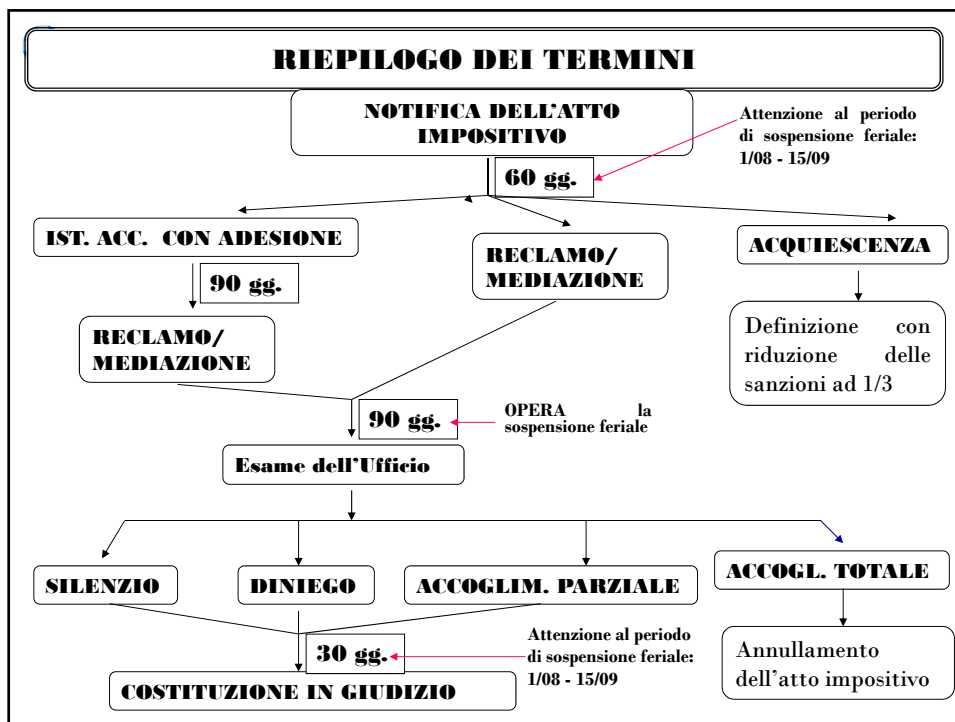 RIEPILOGO DEI TERMINI
NOTIFICA DELL'ATTO
IMPOSITIVO
Attenzione al periodo
di sospensione feriale:
1/08 - 15/09
60 gg.
IST. ACC. CON ADESIONE
RECLAMO/
MEDIAZIONE
ACQUIESCENZA
90 gg.
RECLAMO/
MEDIAZIONE
Definizione con
riduzione delle
sanzioni ad 1/3
90 gg.
OPERA la
sospensione feriale
Esame dell'Ufficio
SILENZIO
DINIEGO
ACCOGLIM. PARZIALE
ACCOGL. TOTALE
30 gg.
Attenzione al periodo
di sospensione feriale:
1/08 - 15/09
Annullamento
dell'atto impositivo
COSTITUZIONE IN GIUDIZIO